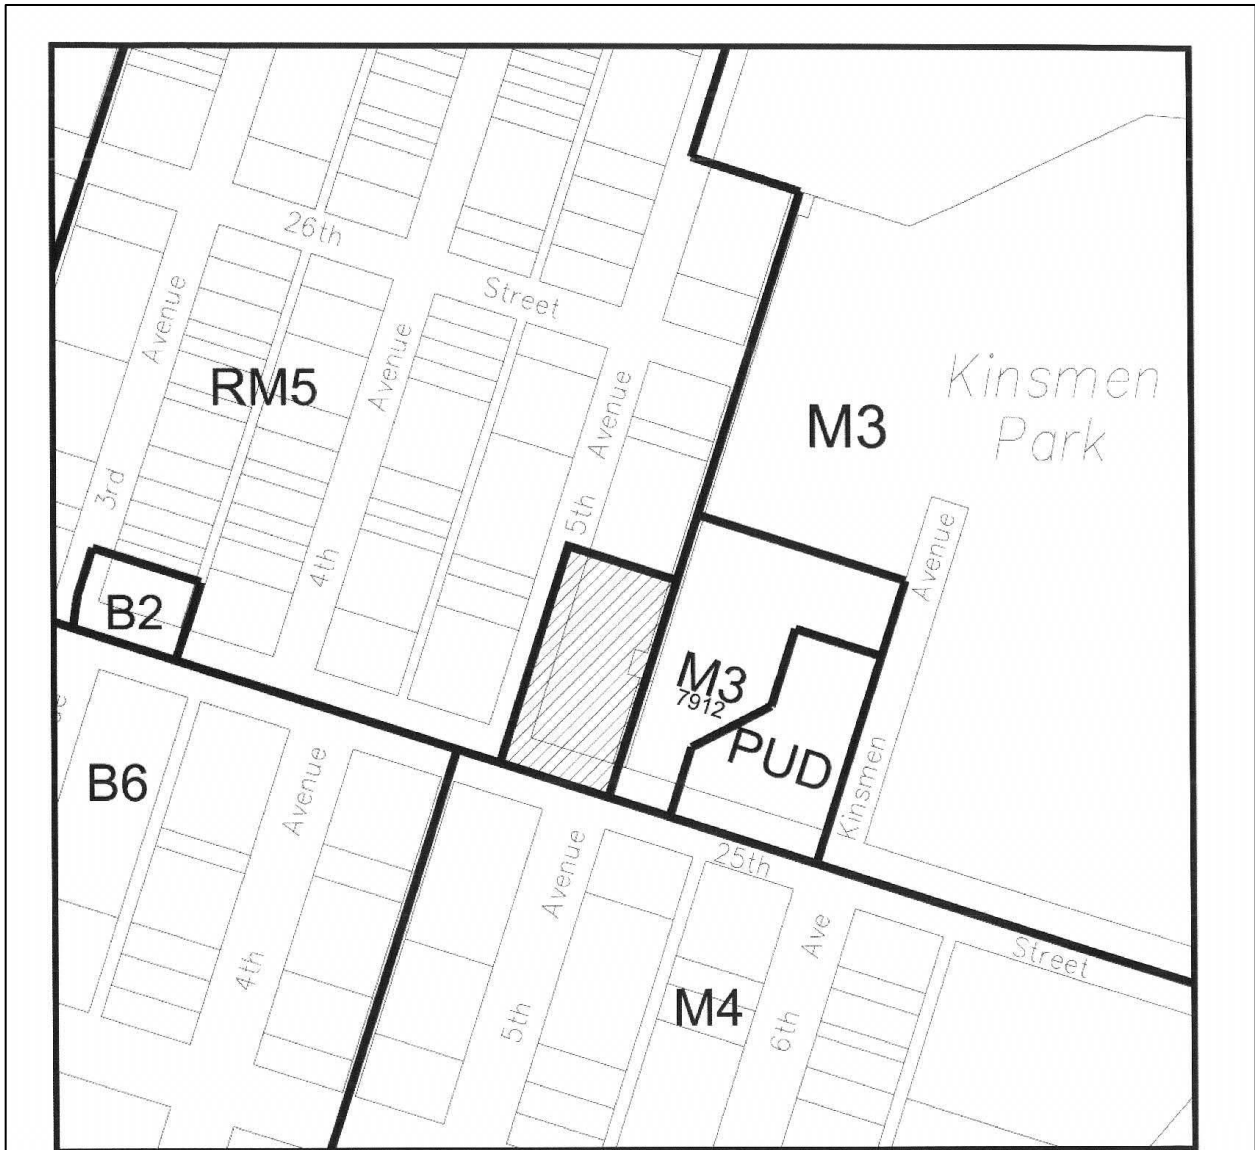 26th
Street
Avenue
Avenue
Avenue
RM5
Kinsmen
Park
M3
3rd
5th
Avenue
4th
B2
M3
7912
PUD
B6
Avenue
Kinsmen
25th
Avenue
Ave
Street
4th
M4
5th
6th